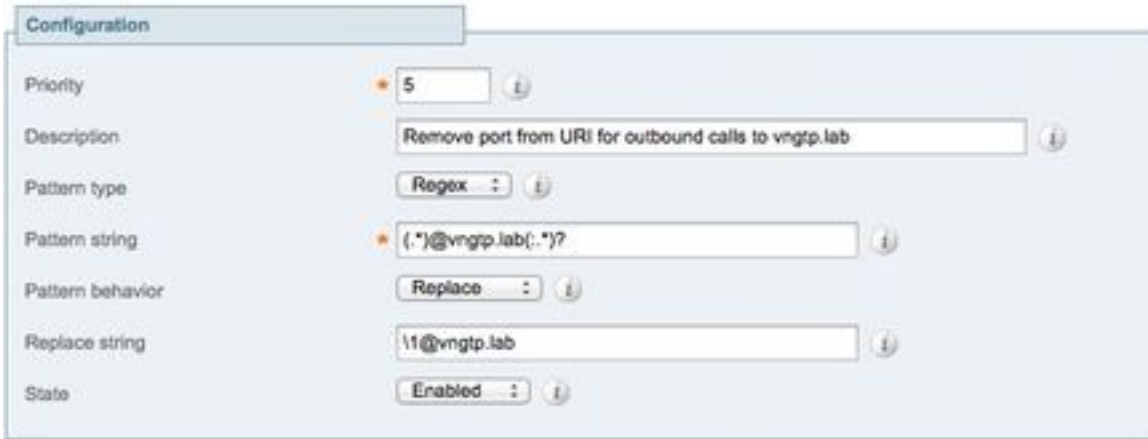 Configuration
Priority * 5 i
Description Remove port from URI for outbound calls to vngtp.lab i
Pattern type Regex i
Pattern string * (.*)@vngtp.lab(:.*)? i
Pattern behavior Replace i
Replace string \1@vngtp.lab i
State Enabled i